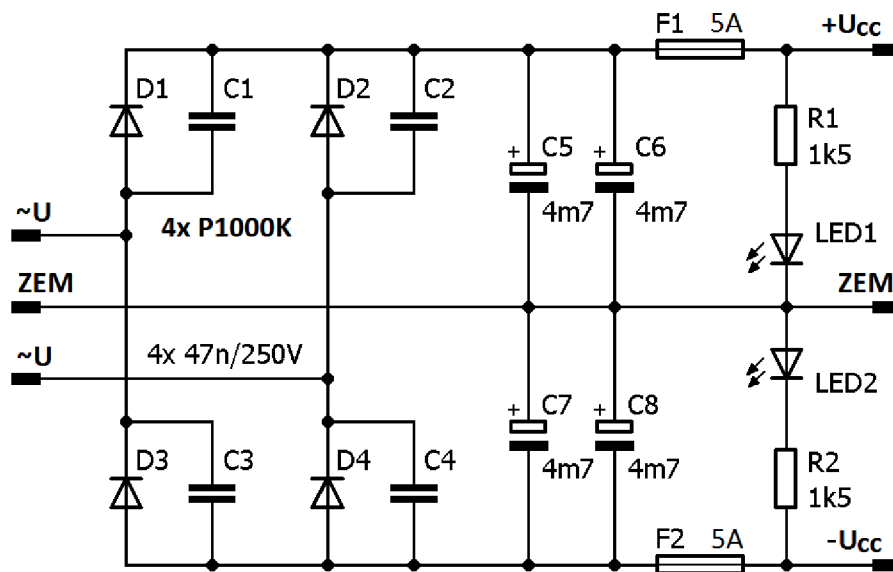 F1 5A +Ucc
D1 C1 D2 C2
R1
1k5
+ C5 + C6
4m7 4m7
~U 4x P1000K
LED1
ZEM ZEM
~U 4x 47n/250V
LED2
+ C7 + C8
4m7 4m7
D3 C3 D4 C4
R2
1k5
F2 5A -Ucc